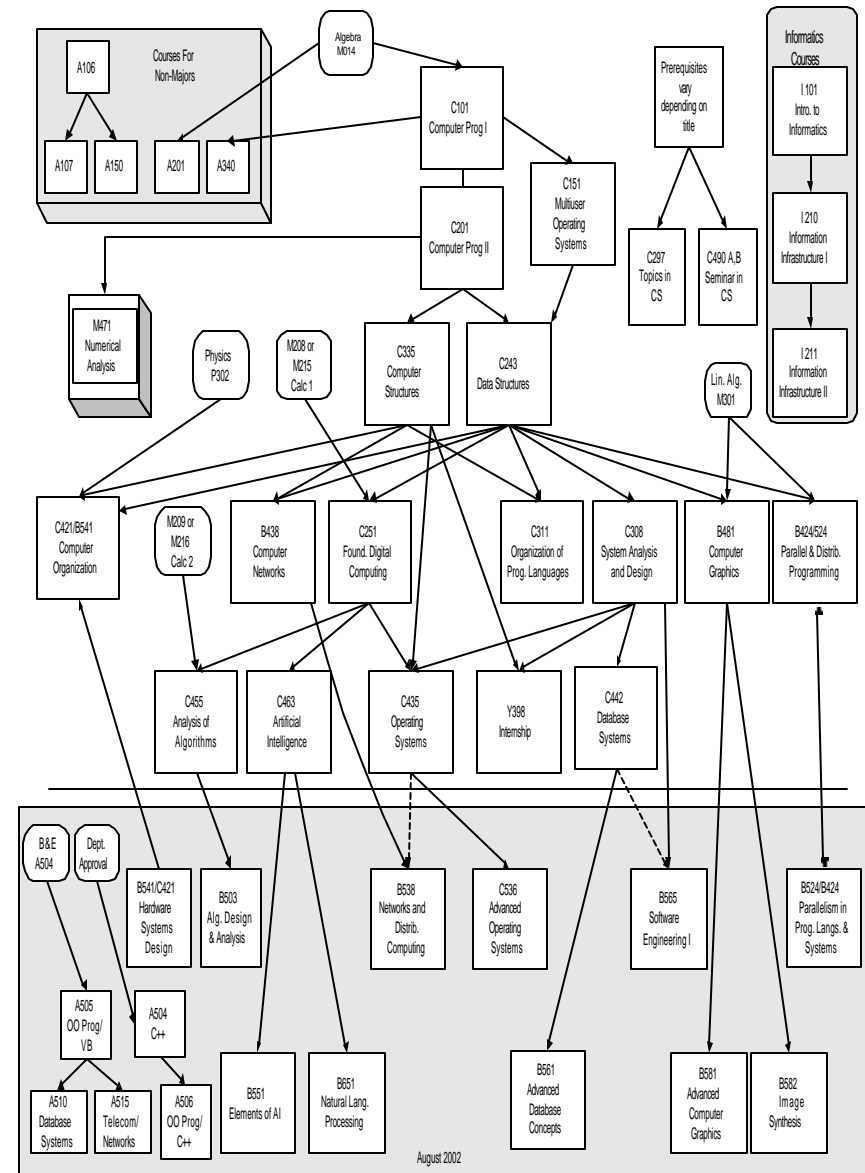 Courses For
Non-Majors
A106
A107
A150
A201
A340
Algebra
M014
C101
Computer Prog I
C201
Computer Prog II
C151
Multiuser
Operating
Systems
Prerequisites
vary
depending on
title
C297
Topics in
CS
C490 A,B
Seminar in
CS
Informatics
Courses
I 101
Intro. to
Informatics
I 210
Information
Infrastructure I
I 211
Information
Infrastructure II
M471
Numerical
Analysis
Physics
P302
M208 or
M215
Calc 1
C335
Computer
Structures
C243
Data Structures
Lin. Alg.
M301
C421/B541
Computer
Organization
M209 or
M216
Calc 2
B438
Computer
Networks
C251
Found. Digital
Computing
C311
Organization of
Prog. Languages
C308
System Analysis
and Design
B481
Computer
Graphics
B424/524
Parallel & Distrib.
Programming
C455
Analysis of
Algorithms
C463
Artificial
Intelligence
C435
Operating
Systems
Y398
Internship
C442
Database
Systems
B&E
A504
Dept.
Approval
B541/C421
Hardware
Systems
Design
B503
Alg. Design
& Analysis
B538
Networks and
Distrib.
Computing
C536
Advanced
Operating
Systems
B565
Software
Engineering I
B524/B424
Parallelism in
Prog. Langs. &
Systems
A505
OO Prog/
VB
A504
C++
A510
Database
Systems
A515
Telecom/
Networks
A506
OO Prog/
C++
B551
Elements of AI
B651
Natural Lang.
Processing
B561
Advanced
Database
Concepts
B581
Advanced
Computer
Graphics
B582
Image
Synthesis
August 2002